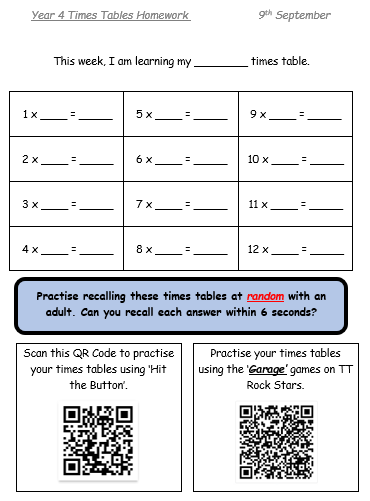 Year 4 Times Tables Homework 9th September
This week, I am learning my ________ times table.
1 x ____ = _____ 5 x ____ = _____ 9 x ____ = _____
2 x ____ = _____ 6 x ____ = _____ 10 x ____ = _____
3 x ____ = _____ 7 x ____ = _____ 11 x ____ = _____
4 x ____ = _____ 8 x ____ = _____ 12 x ____ = _____
Practise recalling these times tables at random with an
adult. Can you recall each answer within 6 seconds?
Scan this QR Code to practise
your times tables using 'Hit
the Button'.
Practise your times tables
using the 'Garage' games on TT
Rock Stars.